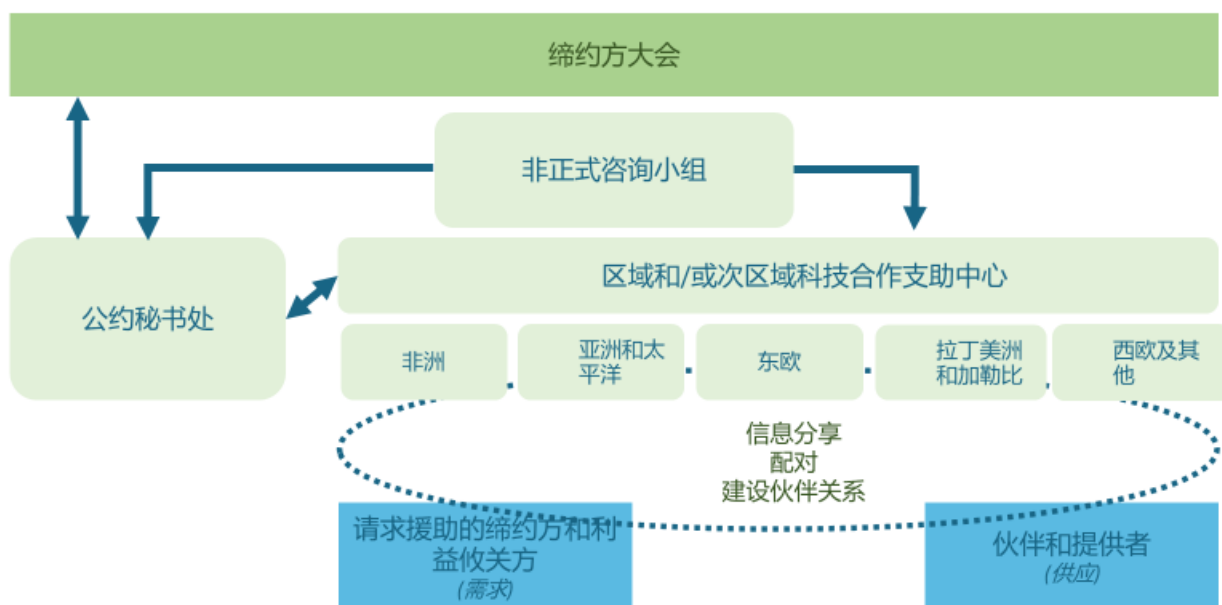 缔约方大会
非正式咨询小组
公约秘书处
区域和/或次区域科技合作支助中心
非洲
亚洲和太
平洋
东欧
拉丁美洲
和加勒比
西欧及其
他
信息分享
配对
建设伙伴关系
请求援助的缔约方和利
益攸关方
(需求)
伙伴和提供者
(供应)